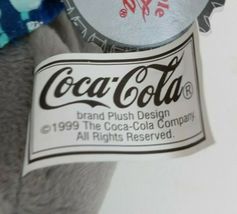 Coca-Cola®
brand Plush Design
©1999 The Coca-Cola Company.
All Rights Reserved.